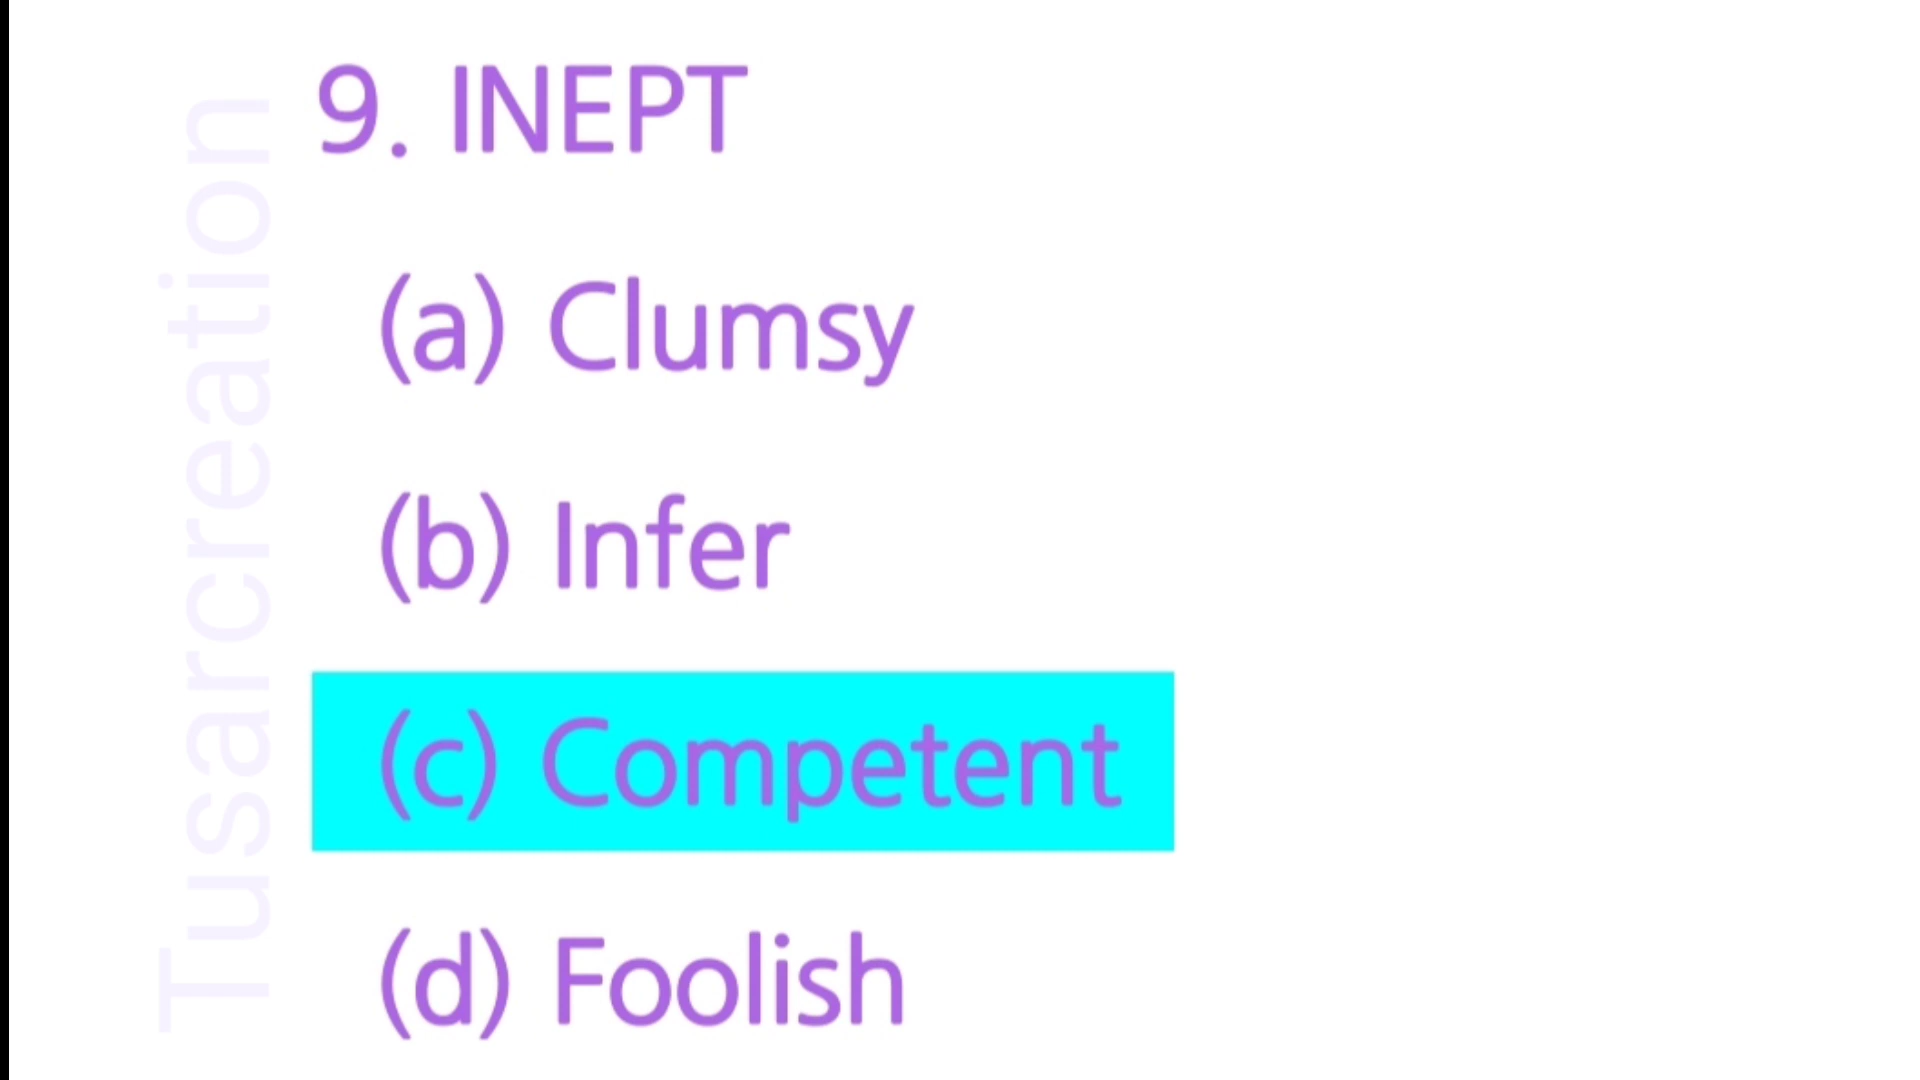 Tusarcreation
9. INEPT
(a) Clumsy
(b) Infer
(c) Competent
(d) Foolish